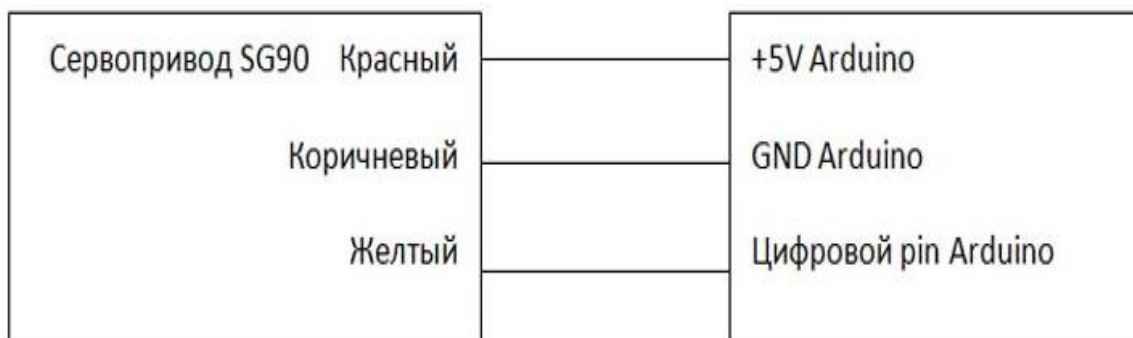 Сервопривод SG90 Красный
+5V Arduino
Коричневый
GND Arduino
Желтый
Цифровой pin Arduino